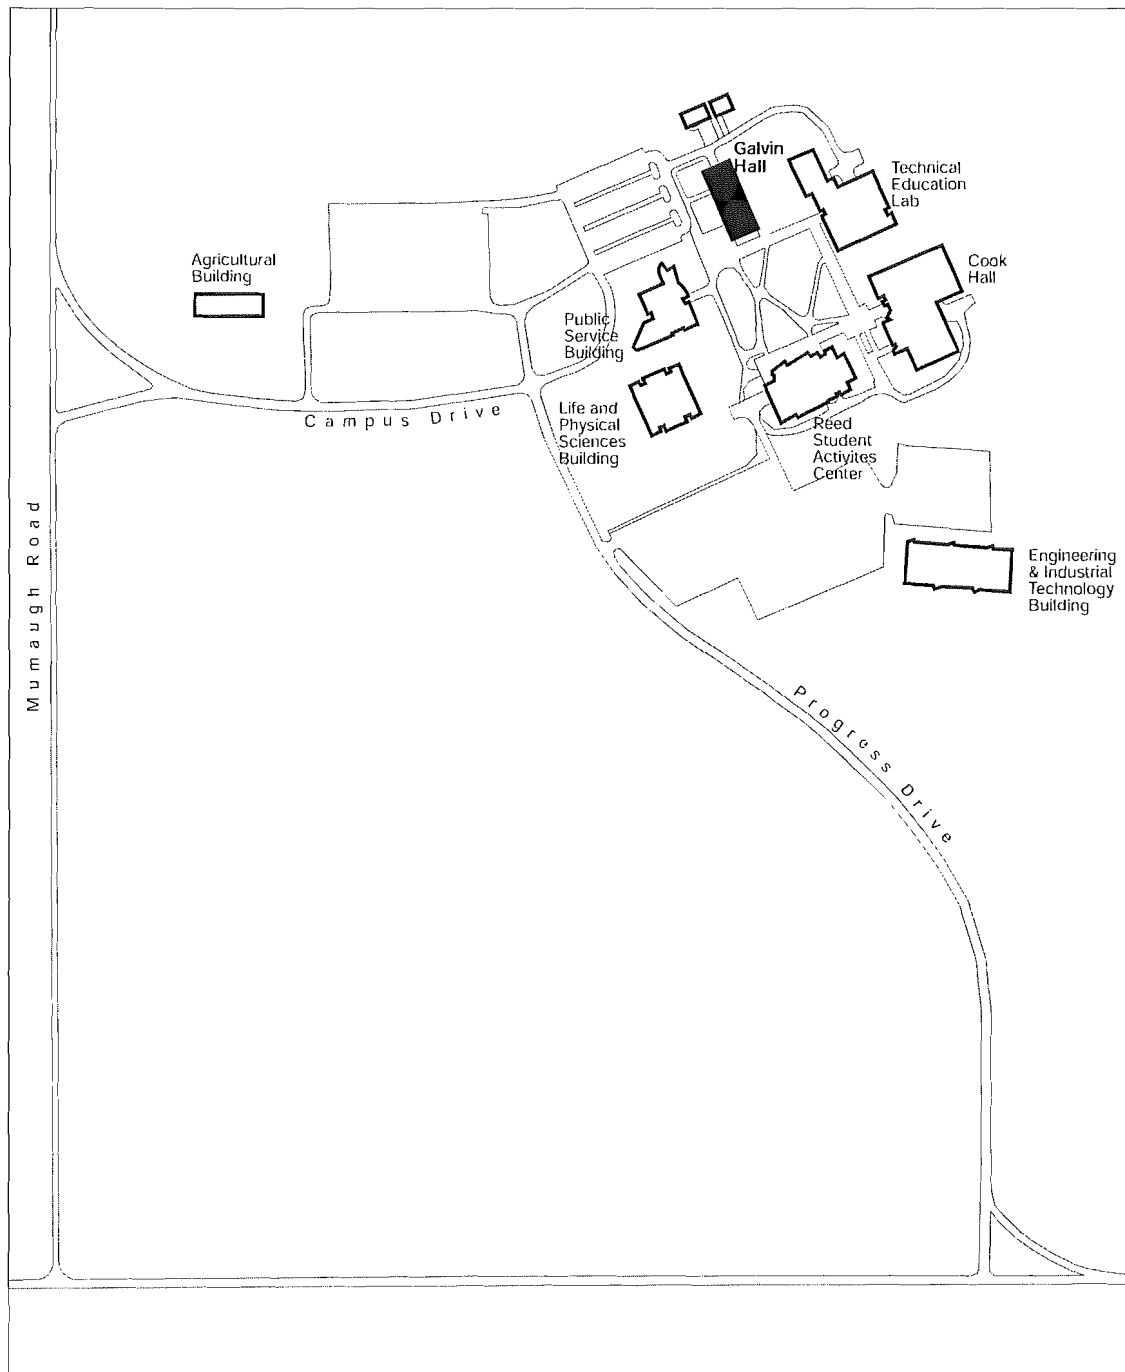 Galvin
Hall
Technical
Education
Lab
Agricultural
Building
Cook
Hall
Public
Service
Building
Life and
Physical
Sciences
Building
Campus Drive
Reed
Student
Activites
Center
Mumaugh Road
Engineering
& Industrial
Technology
Building
Progress Drive